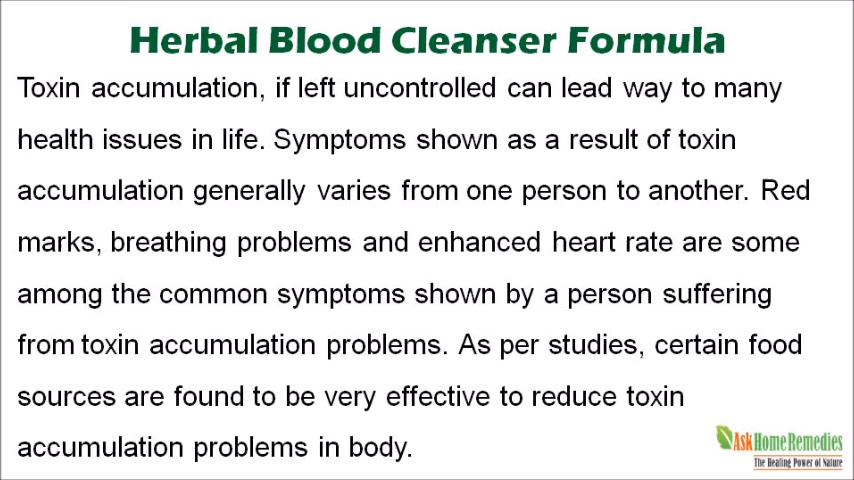 Herbal Blood Cleanser Formula
Toxin accumulation, if left uncontrolled can lead way to many
health issues in life. Symptoms shown as a result of toxin
accumulation generally varies from one person to another. Red
marks, breathing problems and enhanced heart rate are some
among the common symptoms shown by a person suffering
from toxin accumulation problems. As per studies, certain food
sources are found to be very effective to reduce toxin
accumulation problems in body.
AskHomeRemedies
The Healing Power of Nature